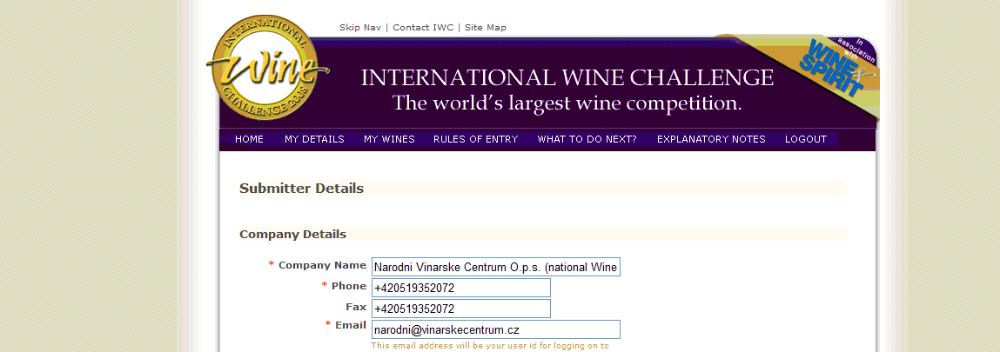 Skip Nav | Contact IWC | Site Map
INTERNATIONAL
Wine
CHALLENGE 2008
in
association
with
WINE &
SPIRIT
INTERNATIONAL WINE CHALLENGE
The world's largest wine competition.
HOME MY DETAILS MY WINES RULES OF ENTRY WHAT TO DO NEXT? EXPLANATORY NOTES LOGOUT
Submitter Details
Company Details
* Company Name Narodni Vinarske Centrum O.p.s. (national Wine
* Phone +420519352072
Fax +420519352072
* Email narodni@vinarskecentrum.cz
This email address will be your user id for logging on to